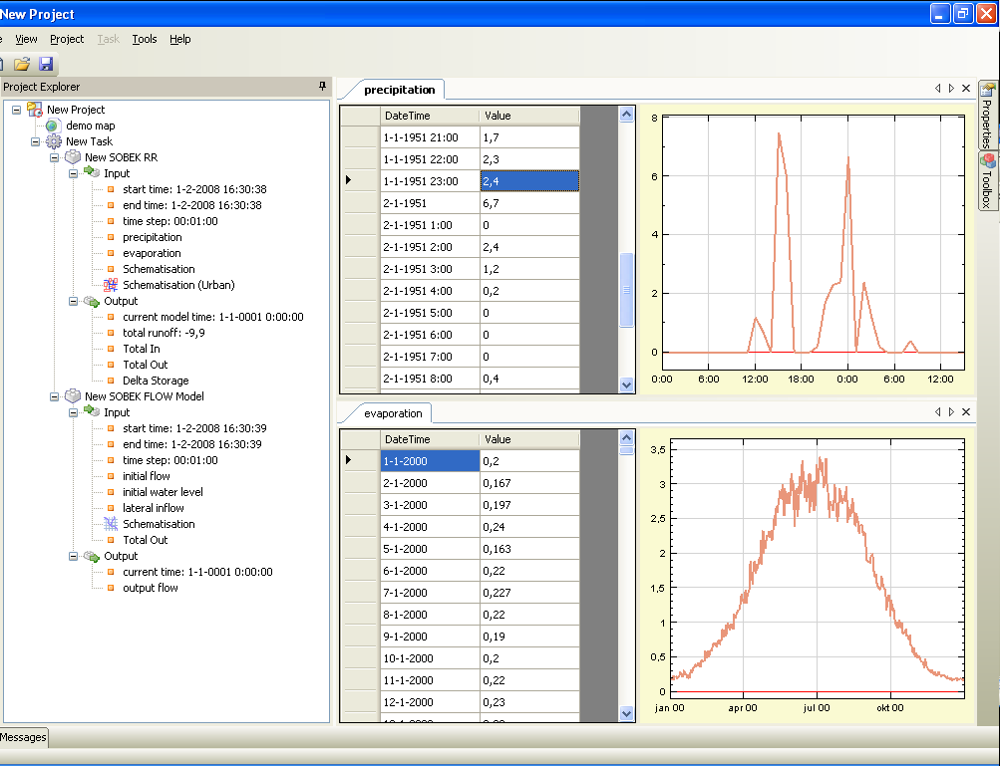 New Project
View Project Task Tools Help
Project Explorer
New Project
demo map
New Task
New SOBEK RR
Input
start time: 1-2-2008 16:30:38
end time: 1-2-2008 16:30:38
time step: 00:01:00
precipitation
evaporation
Schematisation
Schematisation (Urban)
Output
current model time: 1-1-0001 0:00:00
total runoff: -9,9
Total In
Total Out
Delta Storage
New SOBEK FLOW Model
Input
start time: 1-2-2008 16:30:39
end time: 1-2-2008 16:30:39
time step: 00:01:00
initial flow
initial water level
lateral inflow
Schematisation
Total Out
Output
current time: 1-1-0001 0:00:00
output flow
precipitation
DateTime Value
1-1-1951 21:00 1,7
1-1-1951 22:00 2,3
1-1-1951 23:00 2,4
2-1-1951 6,7
2-1-1951 1:00 0
2-1-1951 2:00 2,4
2-1-1951 3:00 1,2
2-1-1951 4:00 0,2
2-1-1951 5:00 0
2-1-1951 6:00 0
2-1-1951 7:00 0
2-1-1951 8:00 0,4
8
6
4
2
0
0:00 6:00 12:00 18:00 0:00 6:00 12:00
evaporation
DateTime Value
1-1-2000 0,2
2-1-2000 0,167
3-1-2000 0,197
4-1-2000 0,24
5-1-2000 0,163
6-1-2000 0,22
7-1-2000 0,227
8-1-2000 0,22
9-1-2000 0,19
10-1-2000 0,2
11-1-2000 0,22
12-1-2000 0,23
3,5
3
2,5
2
1,5
1
0,5
0
jan 00 apr 00 jul 00 okt 00
Properties
Toolbox
Messages